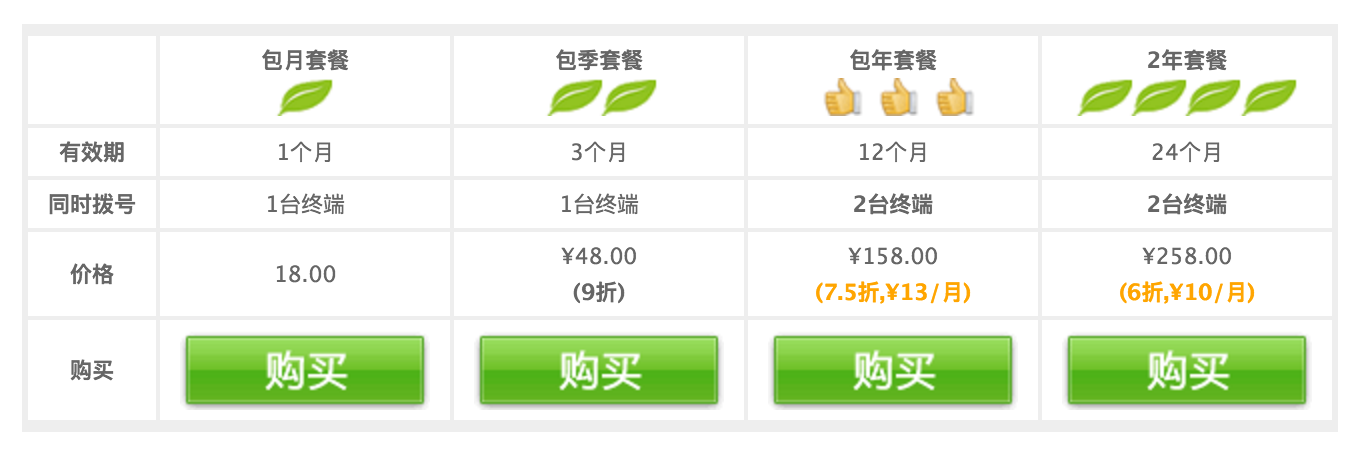 包月套餐 包季套餐 包年套餐 2年套餐
有效期 1个月 3个月 12个月 24个月
同时拨号 1台终端 1台终端 2台终端 2台终端
价格 18.00 ¥48.00 ¥158.00 ¥258.00
(9折) (7.5折,¥13/月) (6折,¥10/月)
购买 购买 购买 购买 购买